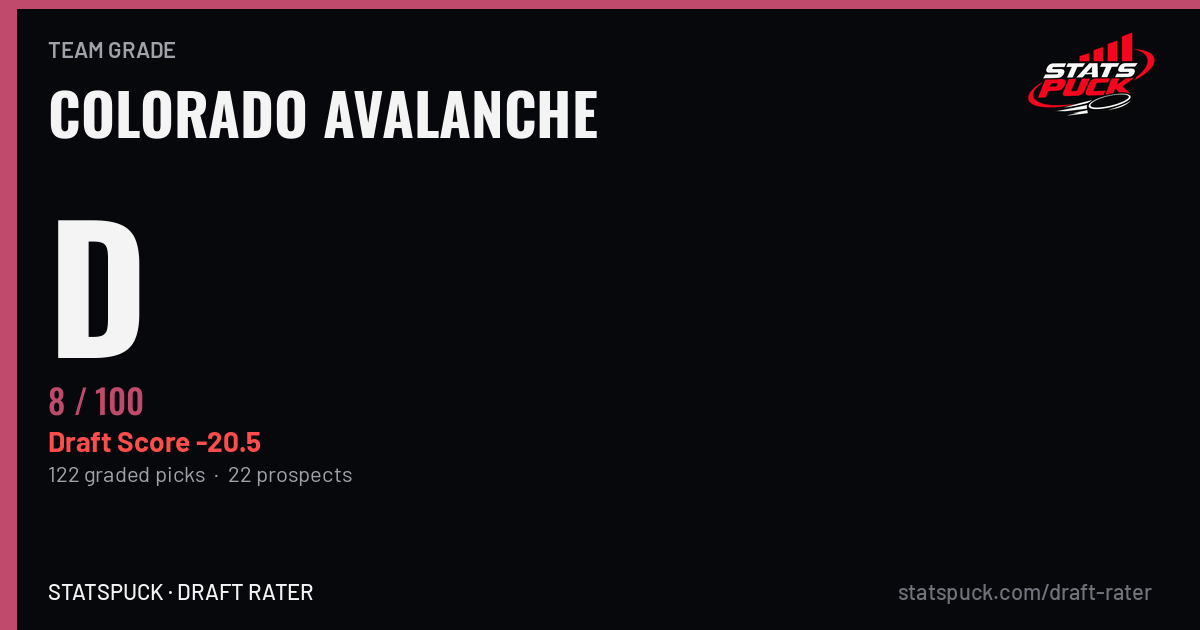 TEAM GRADE
STATS
PUCK
COLORADO AVALANCHE
D
8 / 100
Draft Score -20.5
122 graded picks · 22 prospects
STATSPUCK · DRAFT RATER
statspuck.com/draft-rater